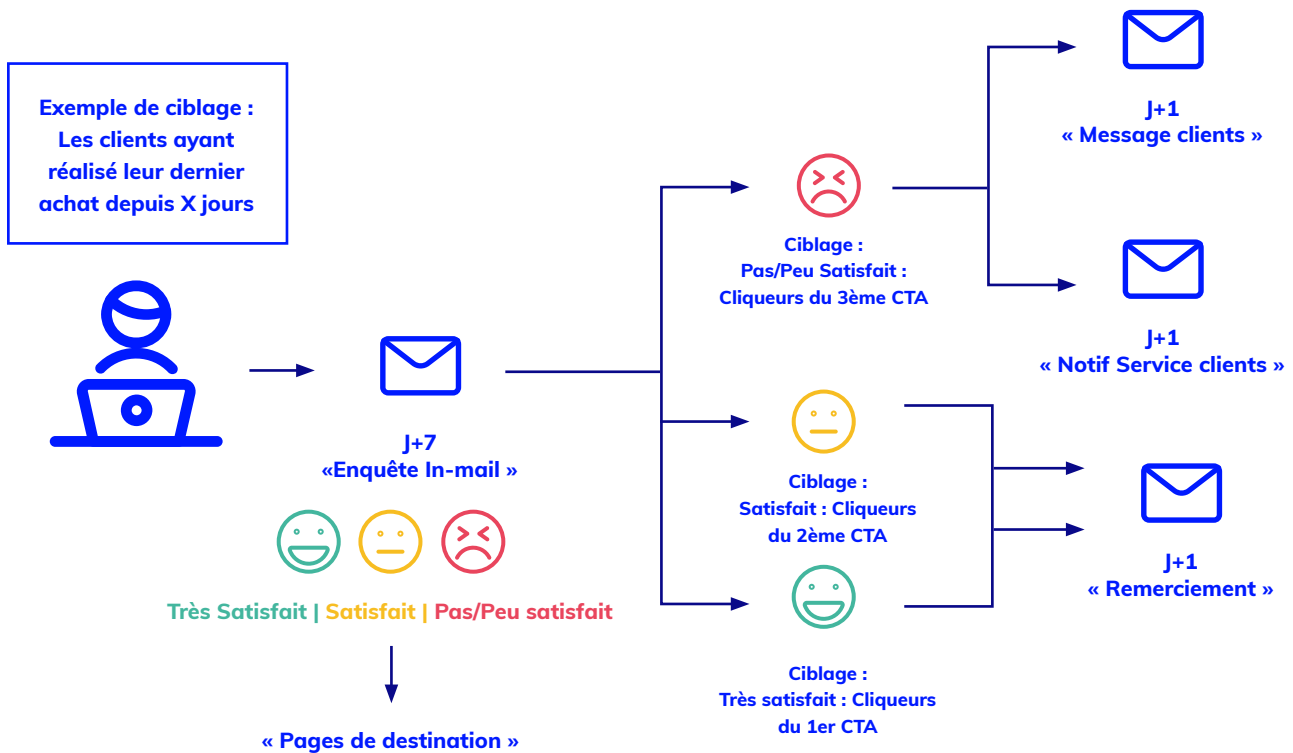 Exemple de ciblage :
Les clients ayant
réalisé leur dernier
achat depuis X jours
J+7
«Enquête In-mail »
Très Satisfait | Satisfait | Pas/Peu satisfait
« Pages de destination »
Ciblage :
Pas/Peu Satisfait :
Cliqueurs du 3ème CTA
Ciblage :
Satisfait : Cliqueurs
du 2ème CTA
Ciblage :
Très satisfait : Cliqueurs
du 1er CTA
J+1
« Message clients »
J+1
« Notif Service clients »
J+1
« Remerciement »